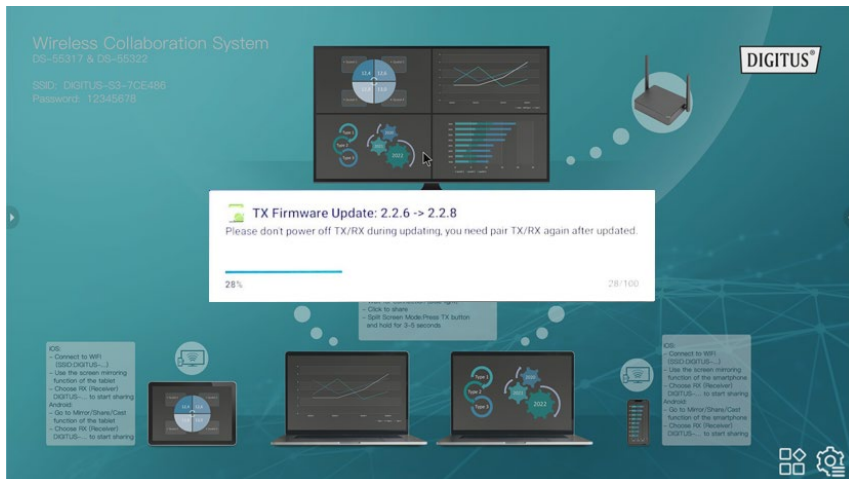 Wireless Collaboration System
DS-55317 & DS-55322
SSID: DIGITUS-S3-7CE486
Password: 12345678
DIGITUS®
TX Firmware Update: 2.2.6 -> 2.2.8
Please don't power off TX/RX during updating, you need pair TX/RX again after updated.
28%
28/100
- Click to share
- Split Screen Mode:Press TX button
and hold for 3-5 seconds
iOS:
- Connect to WiFi
(SSID:DIGITUS-...)
- Use the screen mirroring
function of the tablet
- Choose RX (Receiver)
DIGITUS-... to start sharing
Android:
- Go to Mirror/Share/Cast
function of the tablet
- Choose RX (Receiver)
DIGITUS-... to start sharing
iOS:
- Connect to WiFi
(SSID:DIGITUS-...)
- Use the screen mirroring
function of the smartphone
- Choose RX (Receiver)
DIGITUS-... to start sharing
Android:
- Go to Mirror/Share/Cast
function of the smartphone
- Choose RX (Receiver)
DIGITUS-... to start sharing
Type 1
Type 2
Type 3
2022